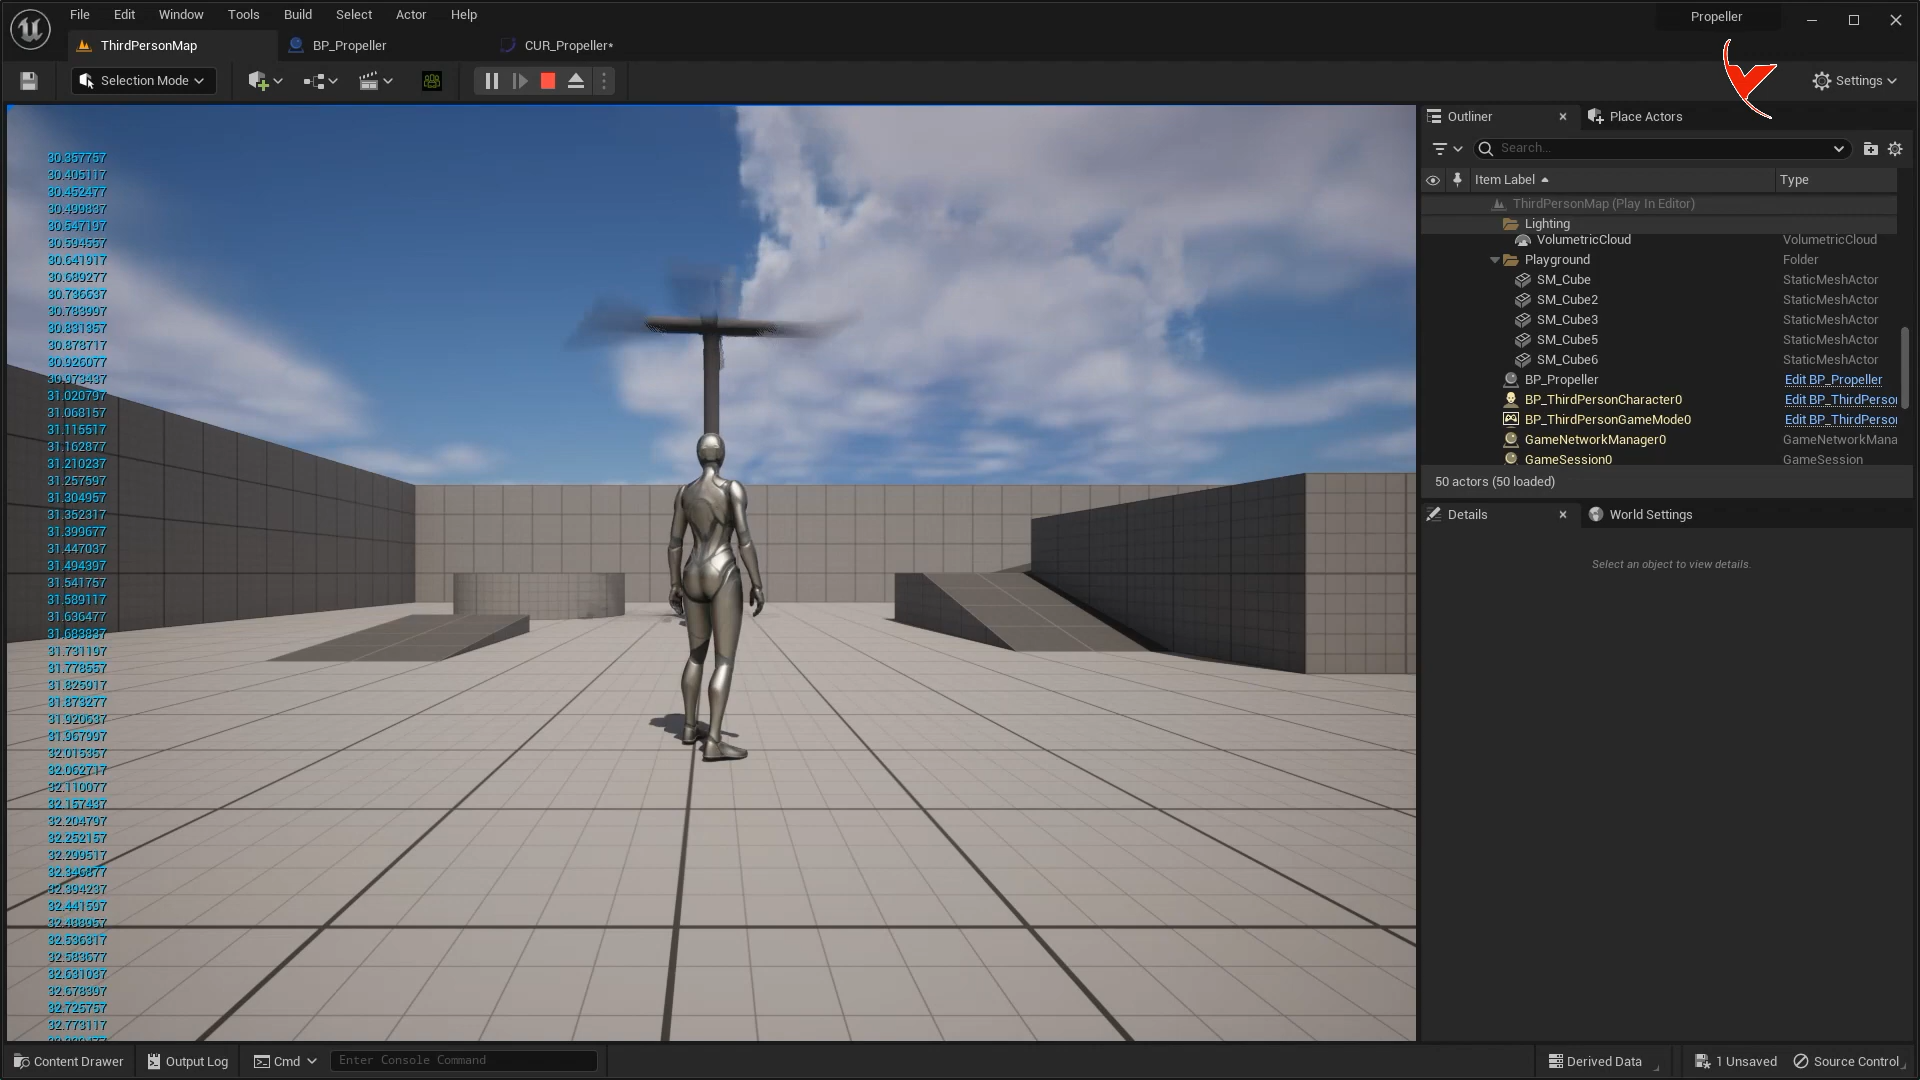 File Edit Window Tools Build Select Actor Help
Propeller
ThirdPersonMap
BP_Propeller
CUR_Propeller*
Selection Mode
Settings
30.357757
30.405117
30.452477
30.499837
30.547197
30.594557
30.641917
30.689277
30.736637
30.783997
30.831357
30.878717
30.926077
30.973437
31.020797
31.068157
31.115517
31.162877
31.210237
31.257597
31.304957
31.352317
31.399677
31.447037
31.494397
31.541757
31.589117
31.636477
31.683837
31.731197
31.778557
31.825917
31.873277
31.920637
31.967997
32.015357
32.062717
32.110077
32.157437
32.204797
32.252157
32.299517
32.346877
32.394237
32.441597
32.488957
32.536317
32.583677
32.631037
32.678397
32.725757
32.773117
Outliner
Place Actors
Search...
Item Label Type
ThirdPersonMap (Play In Editor)
Lighting
VolumetricCloud VolumetricCloud
Playground Folder
SM_Cube StaticMeshActor
SM_Cube2 StaticMeshActor
SM_Cube3 StaticMeshActor
SM_Cube5 StaticMeshActor
SM_Cube6 StaticMeshActor
BP_Propeller Edit BP_Propeller
BP_ThirdPersonCharacter0 Edit BP_ThirdPerson
BP_ThirdPersonGameMode0 Edit BP_ThirdPerson
GameNetworkManager0 GameNetworkMana
GameSession0 GameSession
50 actors (50 loaded)
Details
World Settings
Select an object to view details.
Content Drawer
Output Log
Cmd
Enter Console Command
Derived Data
1 Unsaved
Source Control